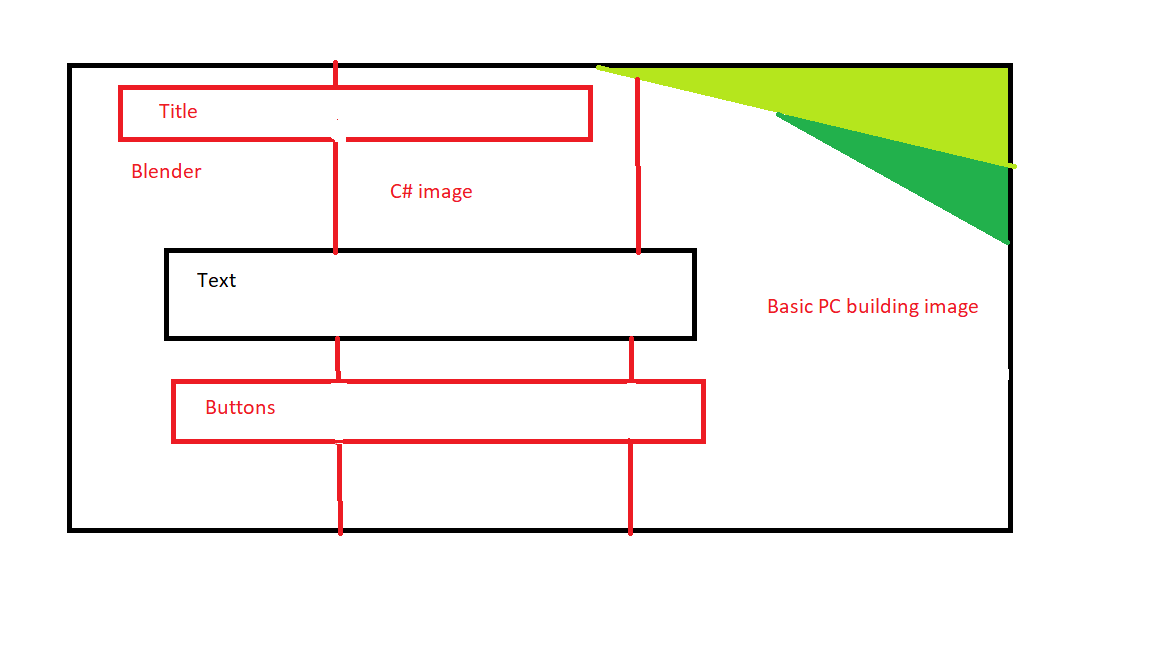 Title
Blender
C# image
Text
Basic PC building image
Buttons